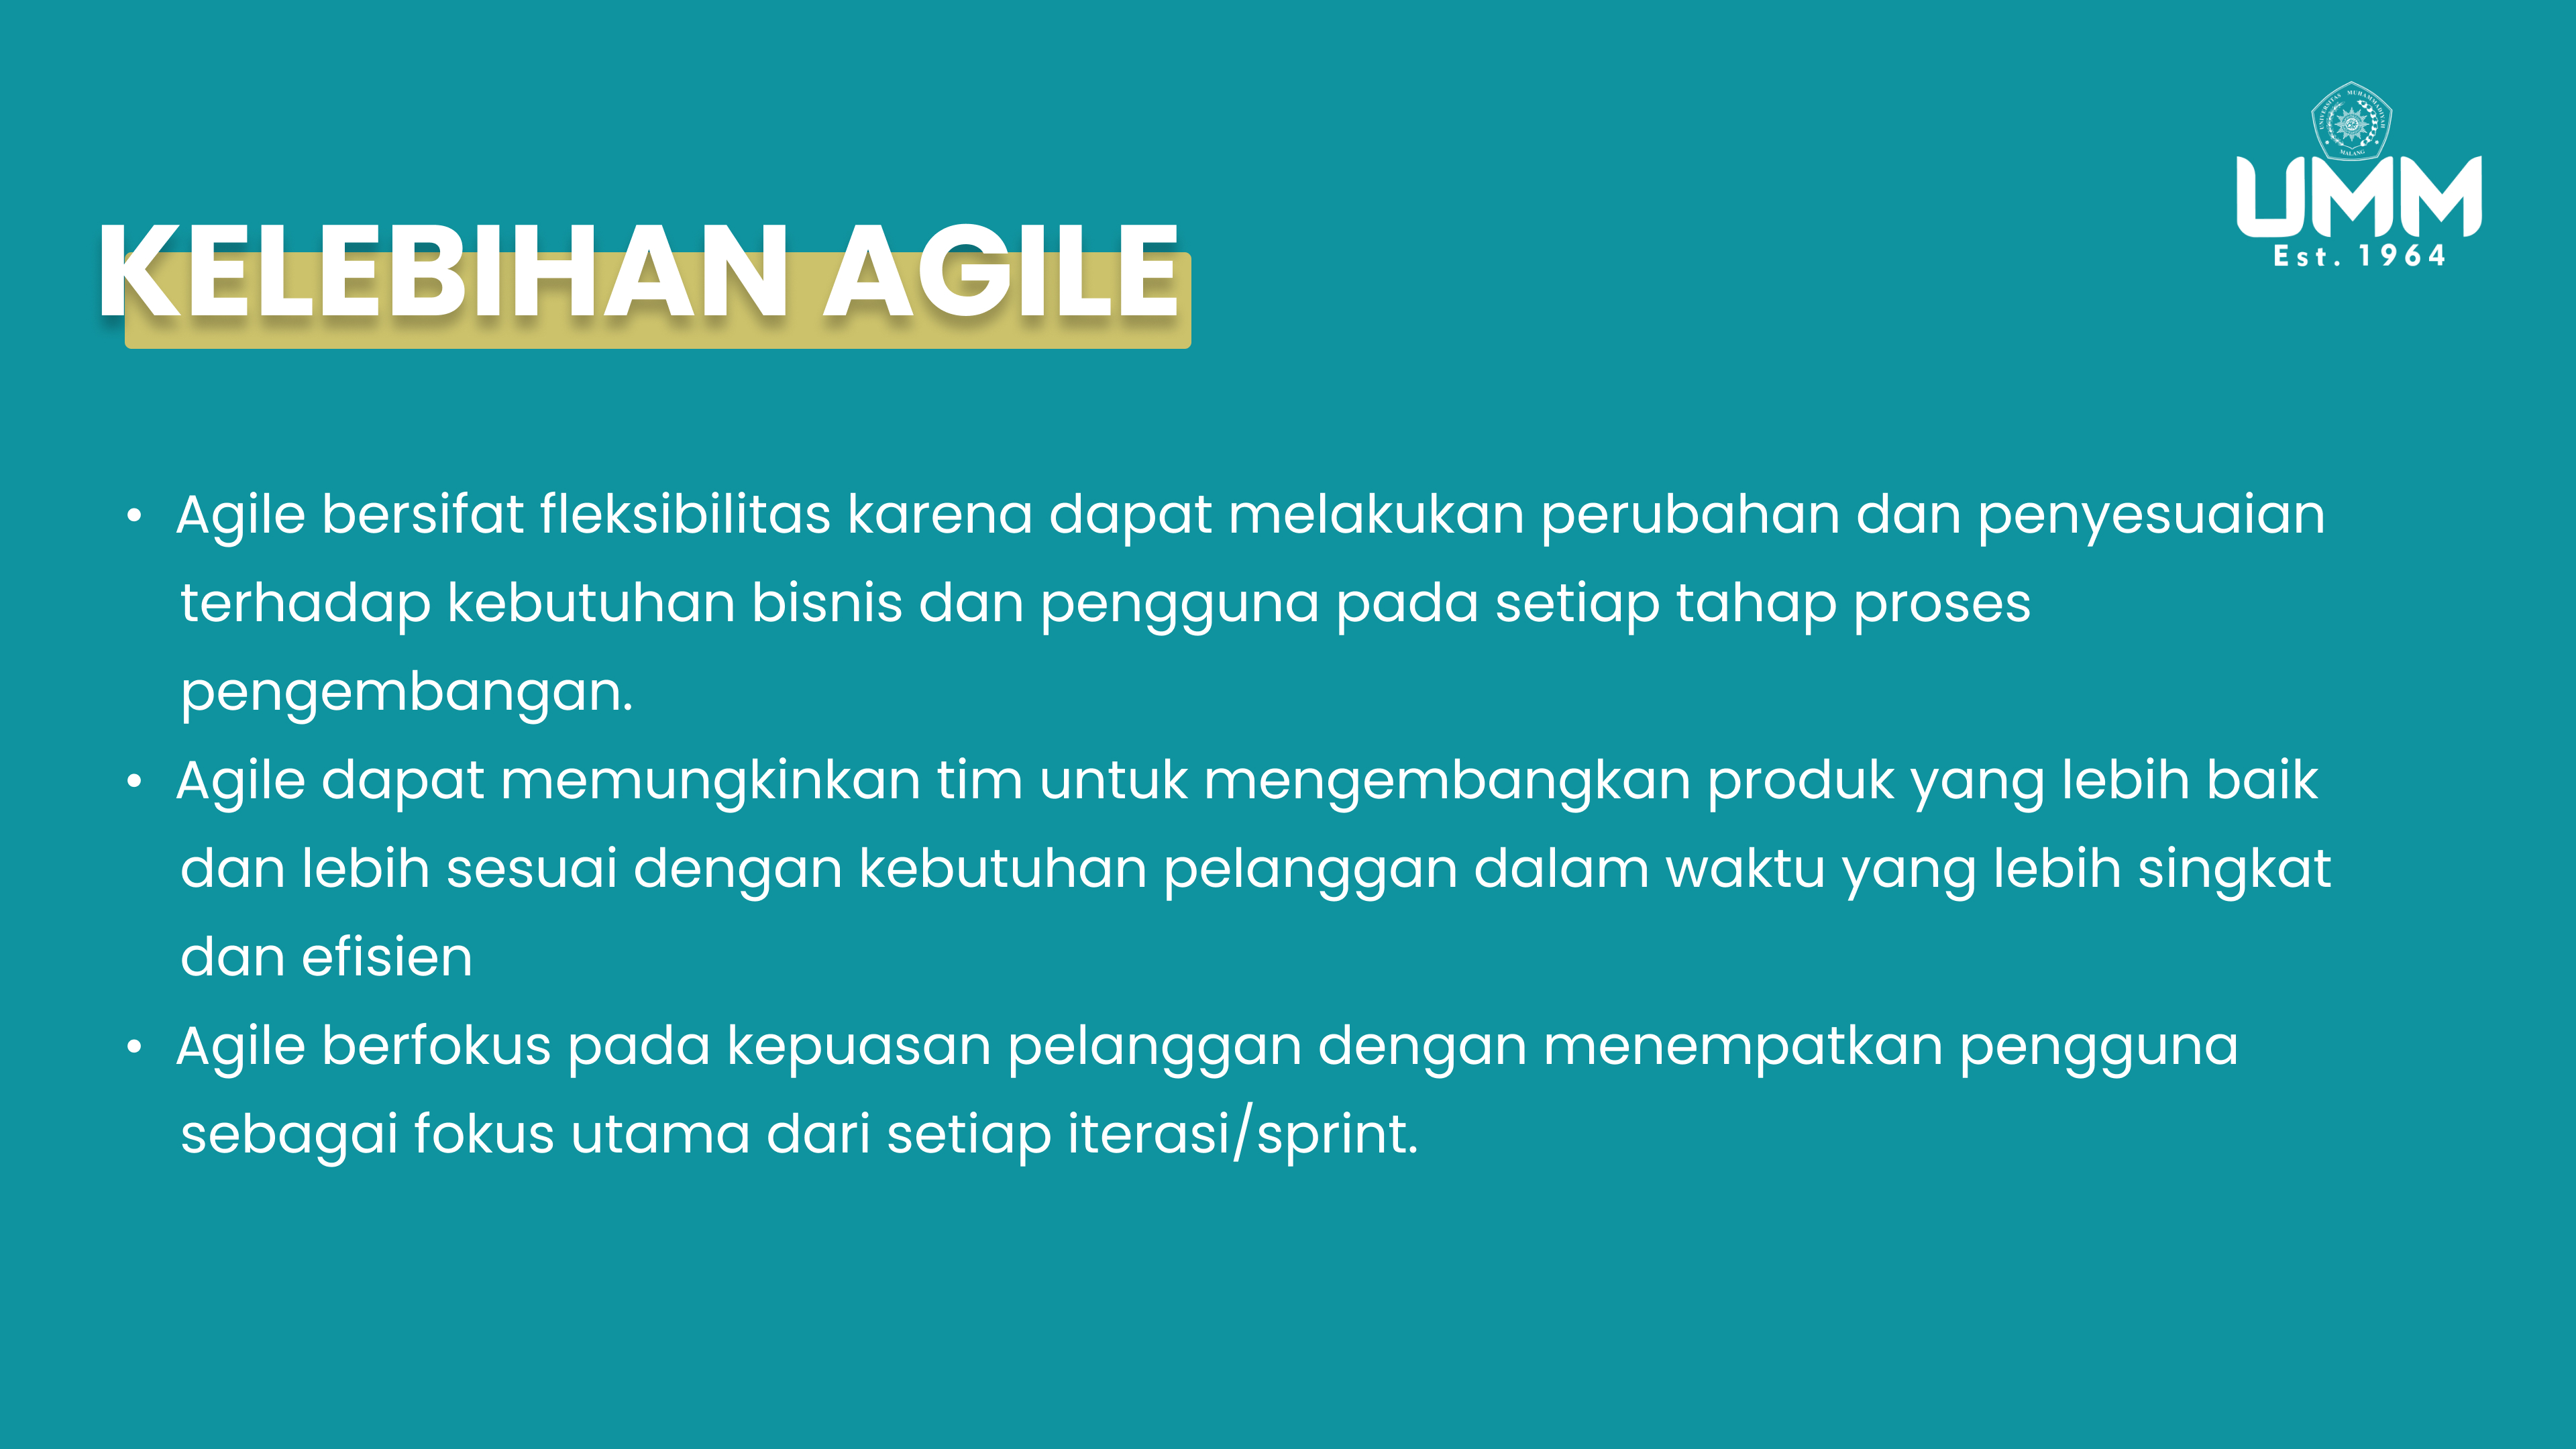 UNIVERSITAS MUHAMMADIYAH
MALANG
UMM
Est. 1964
KELEBIHAN AGILE
• Agile bersifat fleksibilitas karena dapat melakukan perubahan dan penyesuaian
terhadap kebutuhan bisnis dan pengguna pada setiap tahap proses
pengembangan.
• Agile dapat memungkinkan tim untuk mengembangkan produk yang lebih baik
dan lebih sesuai dengan kebutuhan pelanggan dalam waktu yang lebih singkat
dan efisien
• Agile berfokus pada kepuasan pelanggan dengan menempatkan pengguna
sebagai fokus utama dari setiap iterasi/sprint.